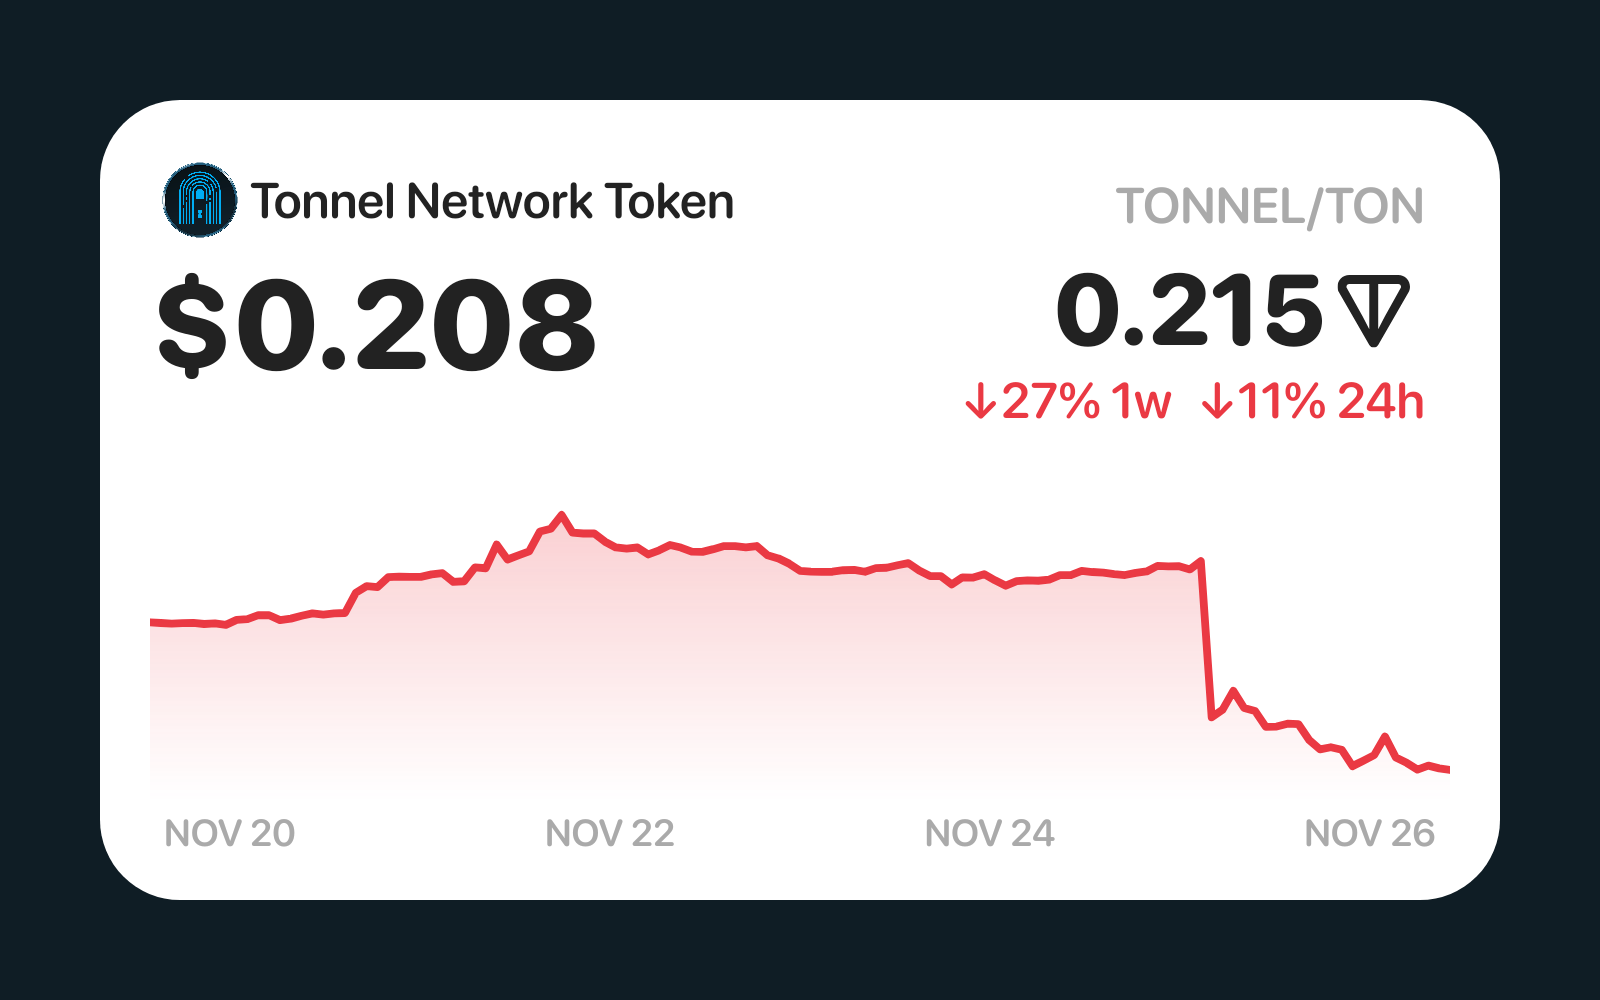 Tonnel Network Token
TONNEL/TON
$0.208
0.215
↓27% 1w ↓11% 24h
NOV 20 NOV 22 NOV 24 NOV 26